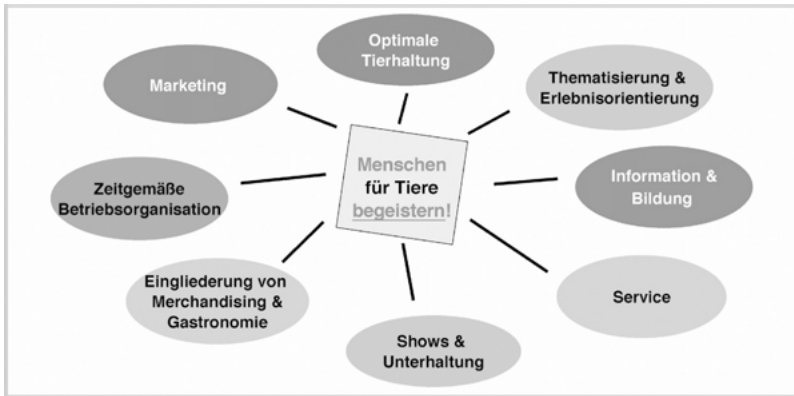 Optimale
Tierhaltung
Thematisierung &
Erlebnisorientierung
Information &
Bildung
Service
Shows &
Unterhaltung
Eingliederung von
Merchandising &
Gastronomie
Zeitgemäße
Betriebsorganisation
Marketing
Menschen
für Tiere
begeistern!